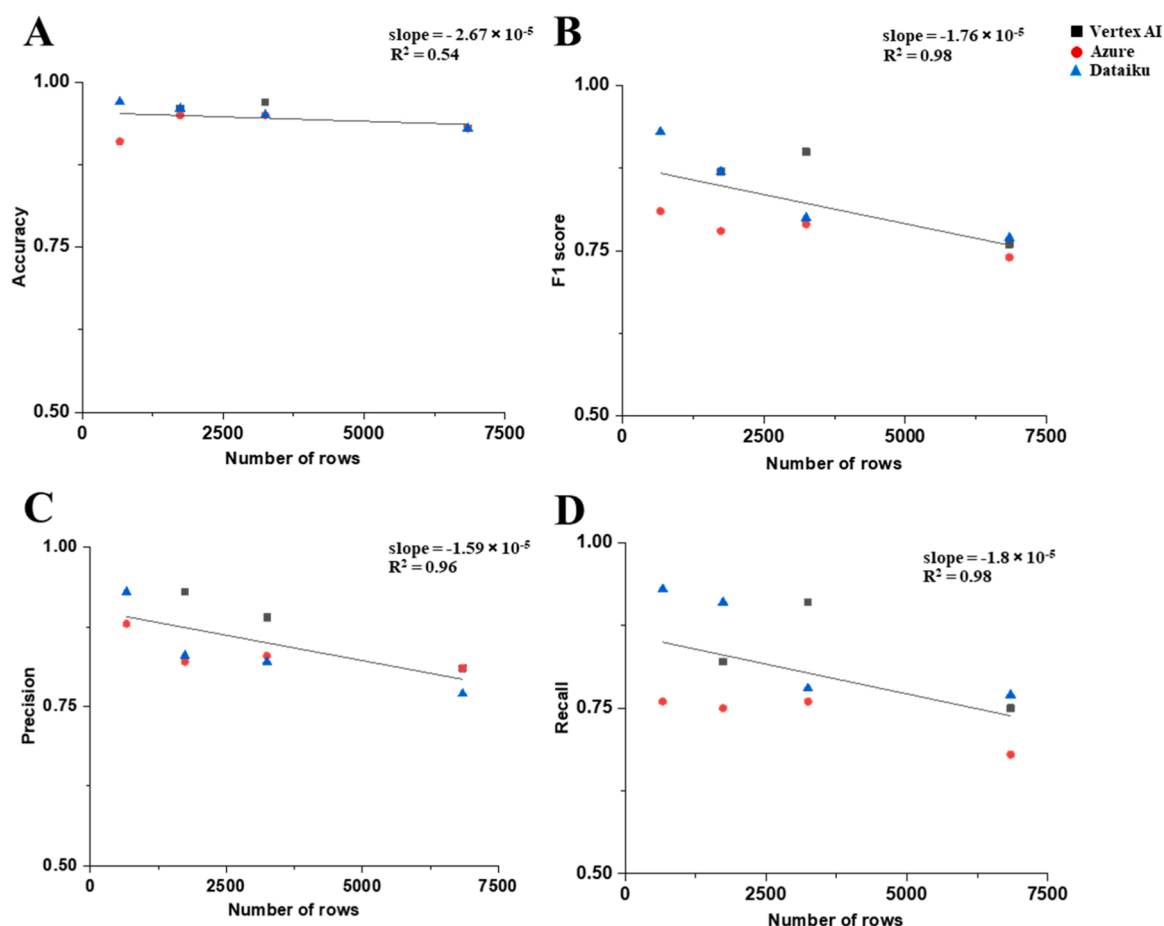 A
slope = - 2.67 × 10⁻⁵
R² = 0.54
1.00
0.75
0.50
Accuracy
0
2500
5000
7500
Number of rows
B
slope = -1.76 × 10⁻⁵
R² = 0.98
Vertex AI
Azure
Dataiku
1.00
0.75
0.50
F1 score
0
2500
5000
7500
Number of rows
C
slope = -1.59 × 10⁻⁵
R² = 0.96
1.00
0.75
0.50
Precision
0
2500
5000
7500
Number of rows
D
slope = -1.8 × 10⁻⁵
R² = 0.98
1.00
0.75
0.50
Recall
0
2500
5000
7500
Number of rows